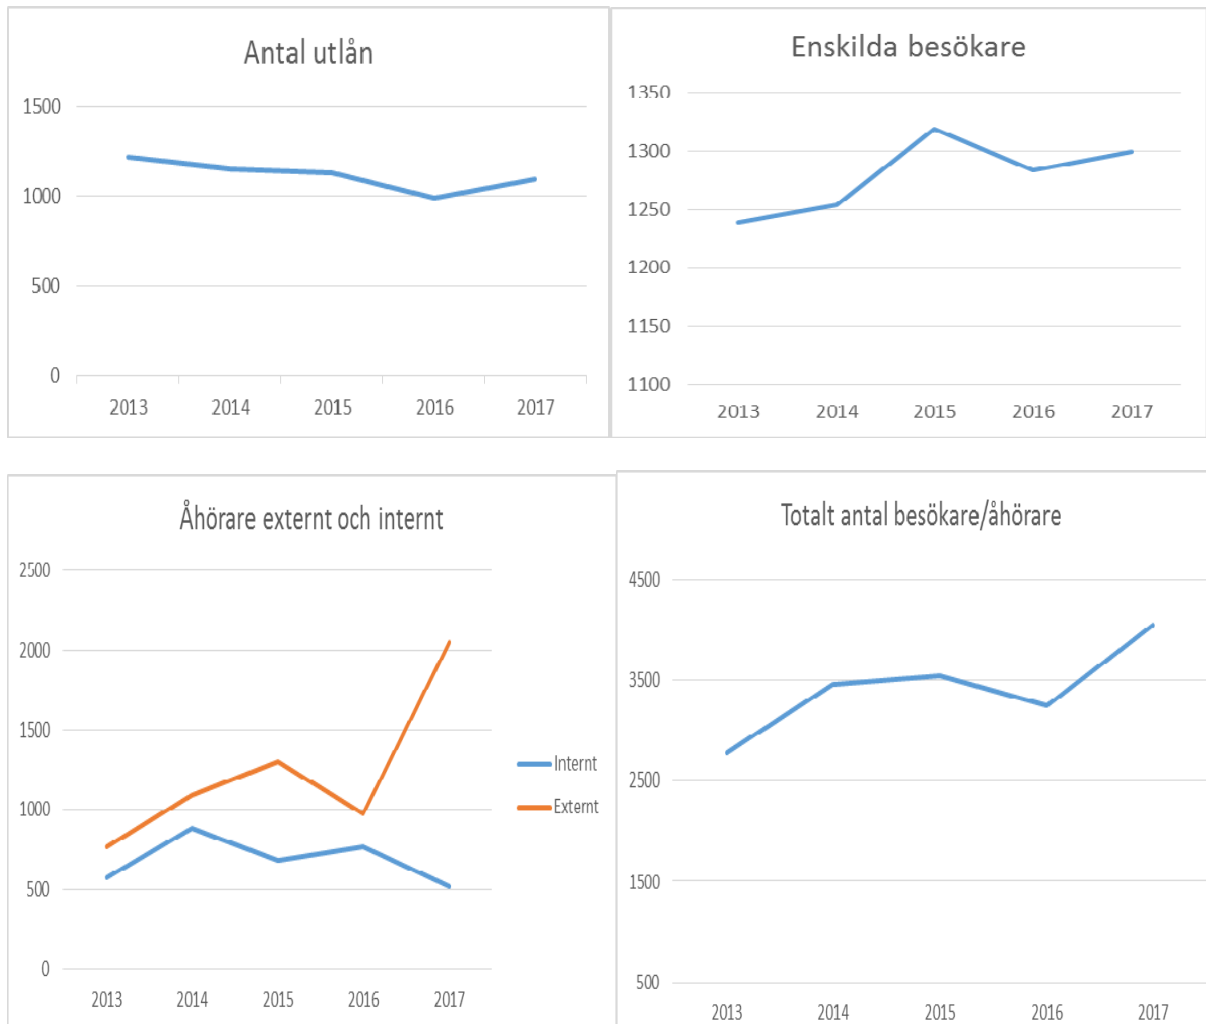 Antal utlån
1500
1000
500
0
2013 2014 2015 2016 2017
Enskilda besökare
1350
1300
1250
1200
1150
1100
2013 2014 2015 2016 2017
Åhörare externt och internt
2500
2000
1500
1000
500
0
2013 2014 2015 2016 2017
Internt
Externt
Totalt antal besökare/åhörare
4500
3500
2500
1500
500
2013 2014 2015 2016 2017